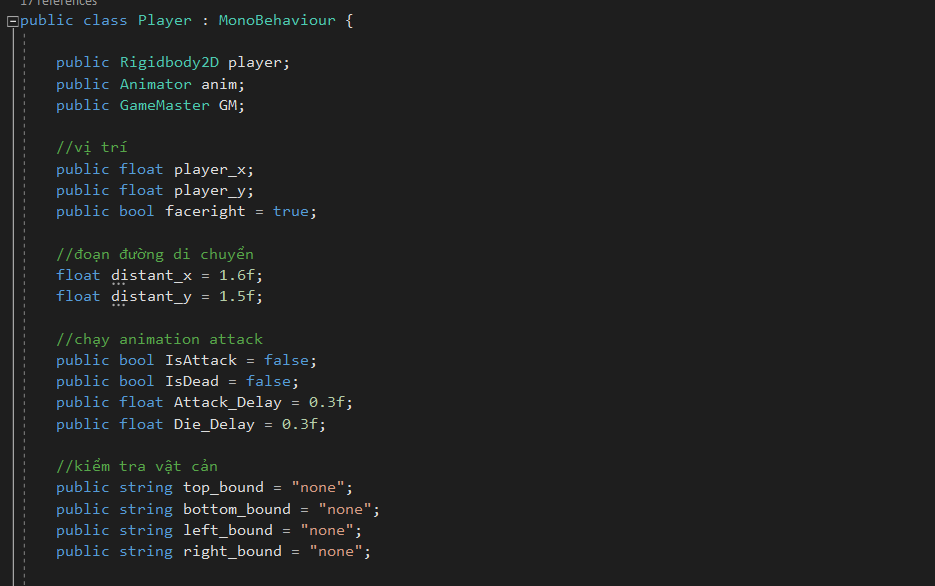 17 references
public class Player : MonoBehaviour {
public Rigidbody2D player;
public Animator anim;
public GameMaster GM;
//vị trí
public float player_x;
public float player_y;
public bool faceright = true;
//đoạn đường di chuyển
float distant_x = 1.6f;
float distant_y = 1.5f;
//chạy animation attack
public bool IsAttack = false;
public bool IsDead = false;
public float Attack_Delay = 0.3f;
public float Die_Delay = 0.3f;
//kiểm tra vật cản
public string top_bound = "none";
public string bottom_bound = "none";
public string left_bound = "none";
public string right_bound = "none";